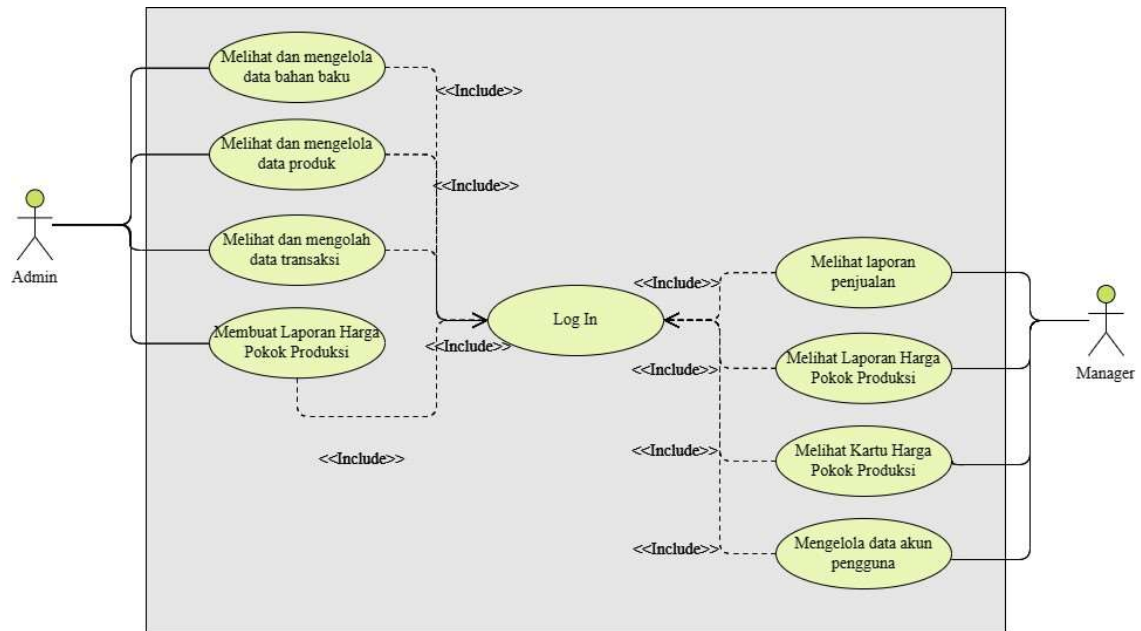 Melihat dan mengelola
data bahan baku
<<Include>>
Melihat dan mengelola
data produk
<<Include>>
Admin
Melihat dan mengolah
data transaksi
Membuat Laporan Harga
Pokok Produksi
<<Include>>
<<Include>>
Log In
<<Include>>
Melihat laporan
penjualan
<<Include>>
Melihat Laporan Harga
Pokok Produksi
Manager
<<Include>>
Melihat Kartu Harga
Pokok Produksi
<<Include>>
Mengelola data akun
pengguna